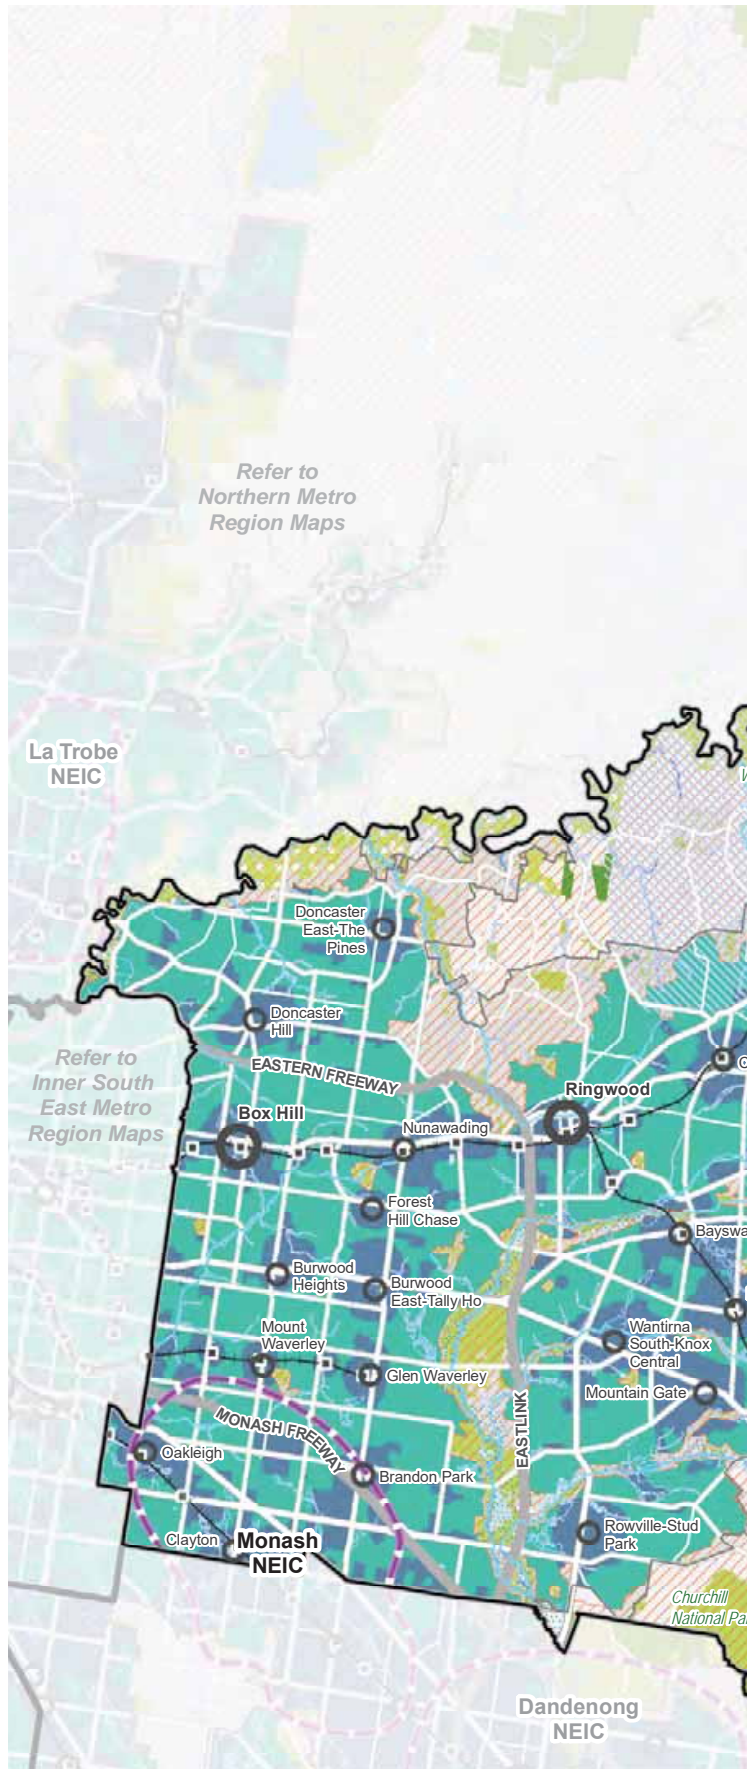 Refer to
Northern Metro
Region Maps
La Trobe
NEIC
Doncaster
East-The
Pines
Doncaster
Hill
Refer to
Inner South
East Metro
Region Maps
EASTERN FREEWAY
Ringwood
Box Hill
Nunawading
Forest
Hill Chase
Burwood
Heights
Burwood
East-Tally Ho
Mount
Waverley
Glen Waverley
Wantirna
South-Knox
Central
Mountain Gate
MONASH FREEWAY
EASTLINK
Oakleigh
Brandon Park
Clayton
Monash
NEIC
Rowville-Stud
Park
Churchill
National
Dandenong
NEIC